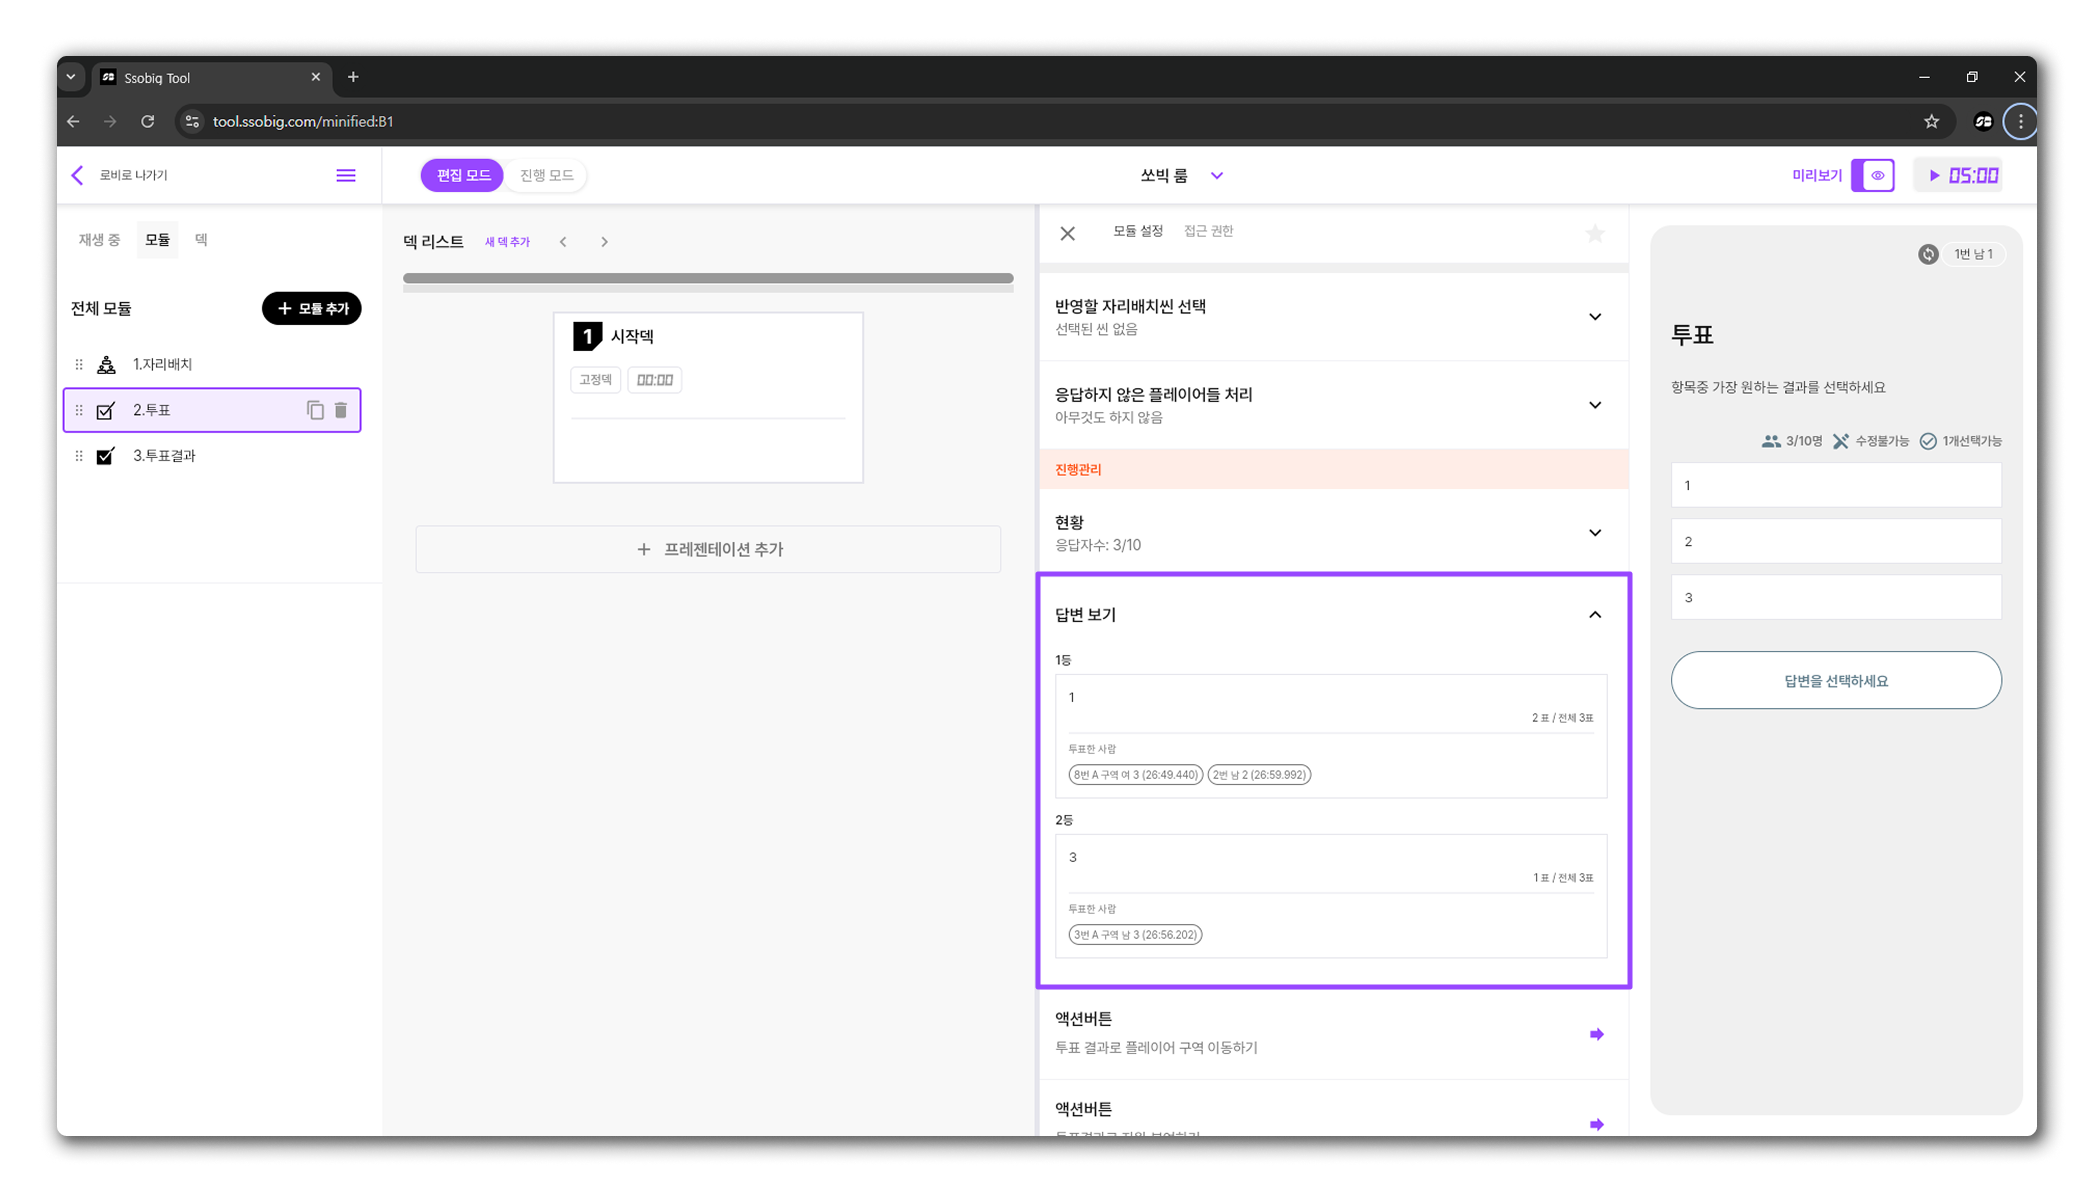 Ssobig Tool
tool.ssobig.com/minified:B1
로비로 나가기
편집 모드
진행 모드
쏘빅 룸
미리보기
05:00
재생 중
모듈
덱
전체 모듈
모듈 추가
1.자리배치
2.투표
3.투표결과
덱 리스트
새 덱 추가
1 시작덱
고정덱
00:00
프레젠테이션 추가
모듈 설정
접근 권한
반영할 자리배치씬 선택
선택된 씬 없음
응답하지 않은 플레이어들 처리
아무것도 하지 않음
진행관리
현황
응답자수: 3/10
답변 보기
1등
1
2 표 / 전체 3표
투표한 사람
8번 A 구역 여 3 (26:49.440)
2번 남 2 (26:59.992)
2등
3
1 표 / 전체 3표
투표한 사람
3번 A 구역 남 3 (26:56.202)
액션버튼
투표 결과로 플레이어 구역 이동하기
액션버튼
1번 남 1
투표
항목중 가장 원하는 결과를 선택하세요
3/10명
수정불가능
1개선택가능
1
2
3
답변을 선택하세요